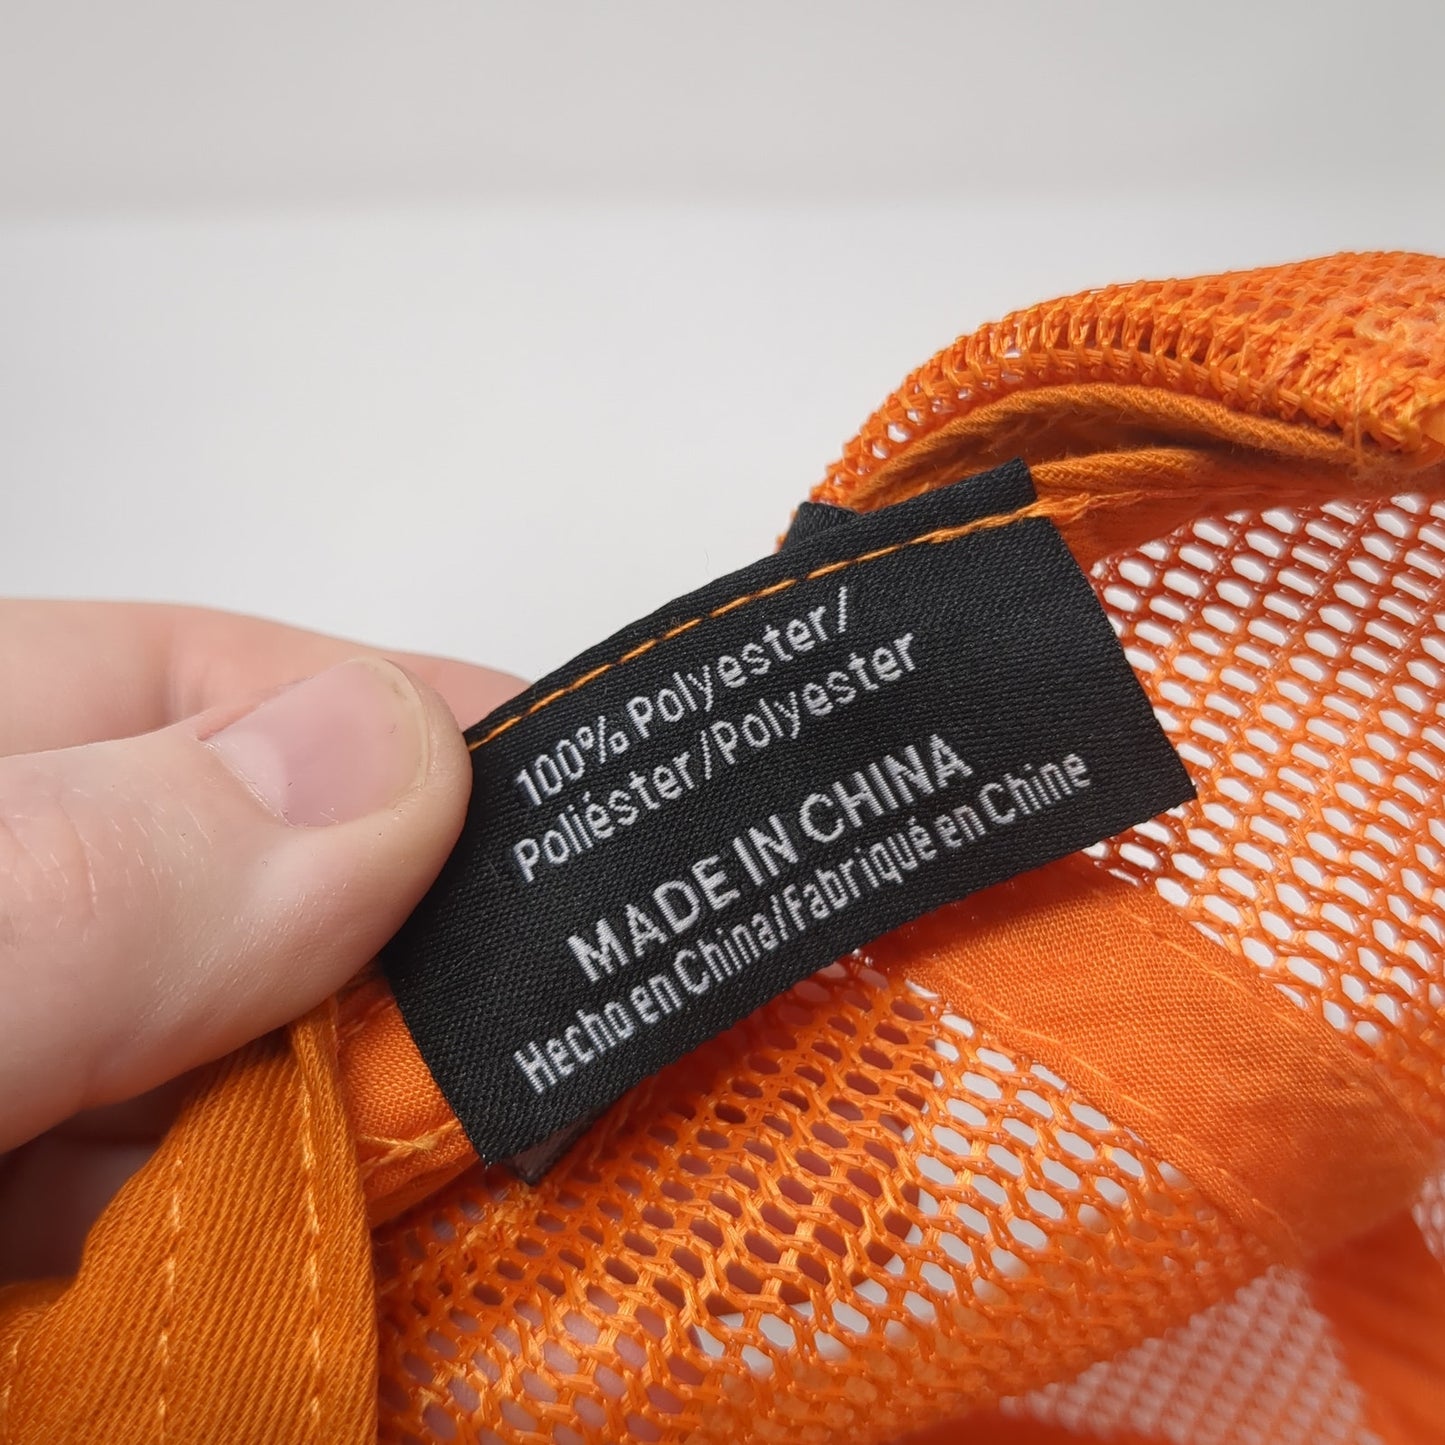 100% Polyester/
Poliéster/Polyester
MADE IN CHINA
Hecho en China/Fabriqué en Chine